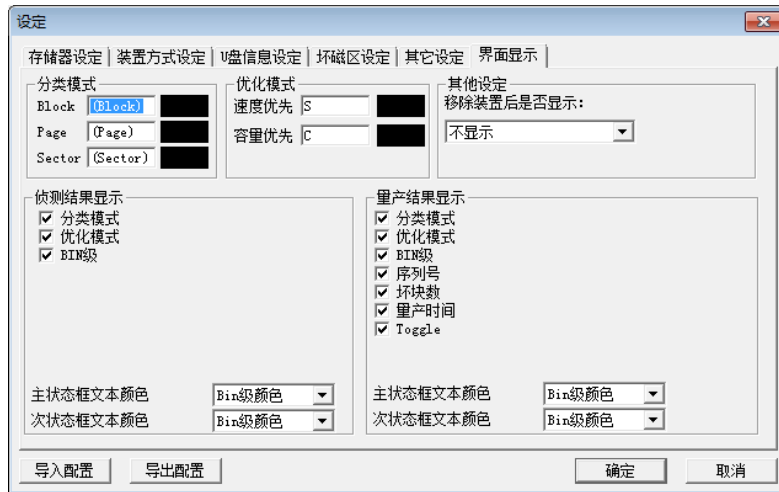 设定
存储器设定 装置方式设定 U盘信息设定 坏磁区设定 其它设定 界面显示
分类模式
Block (Block)
Page (Page)
Sector (Sector)
优化模式
速度优先 S
容量优先 C
其他设定
移除装置后是否显示:
不显示
侦测结果显示
分类模式
优化模式
BIN级
主状态框文本颜色 Bin级颜色
次状态框文本颜色 Bin级颜色
量产结果显示
分类模式
优化模式
BIN级
序列号
坏块数
量产时间
Toggle
主状态框文本颜色 Bin级颜色
次状态框文本颜色 Bin级颜色
导入配置 导出配置 确定 取消